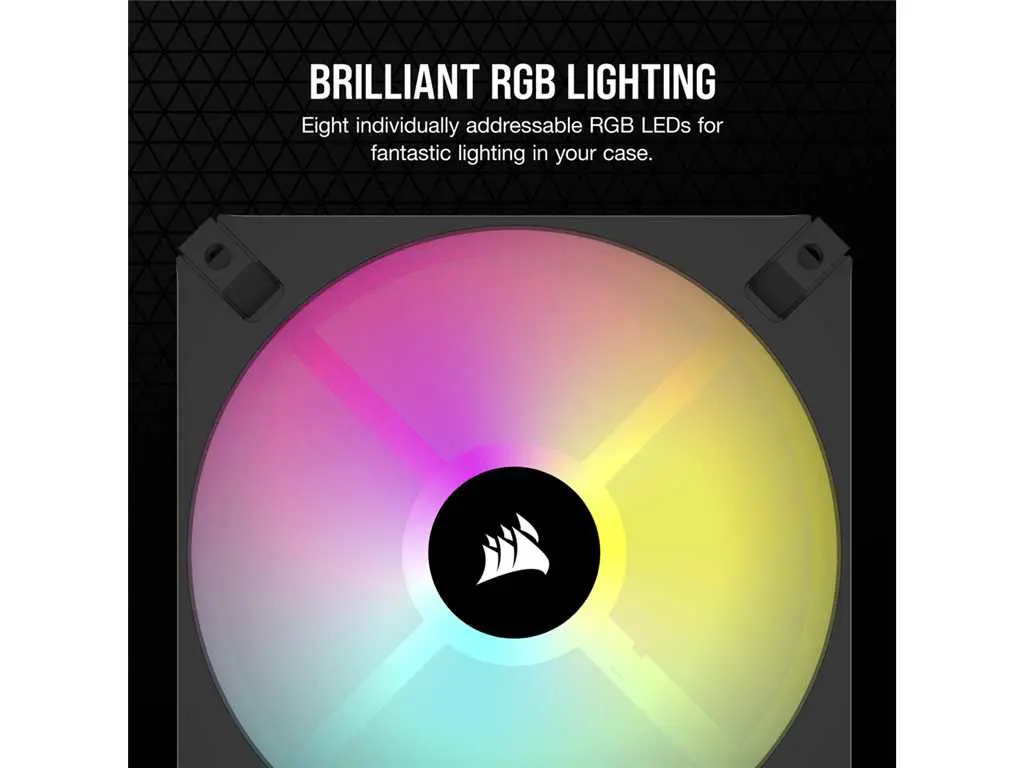 BRILLIANT RGB LIGHTING
Eight individually addressable RGB LEDs for
fantastic lighting in your case.